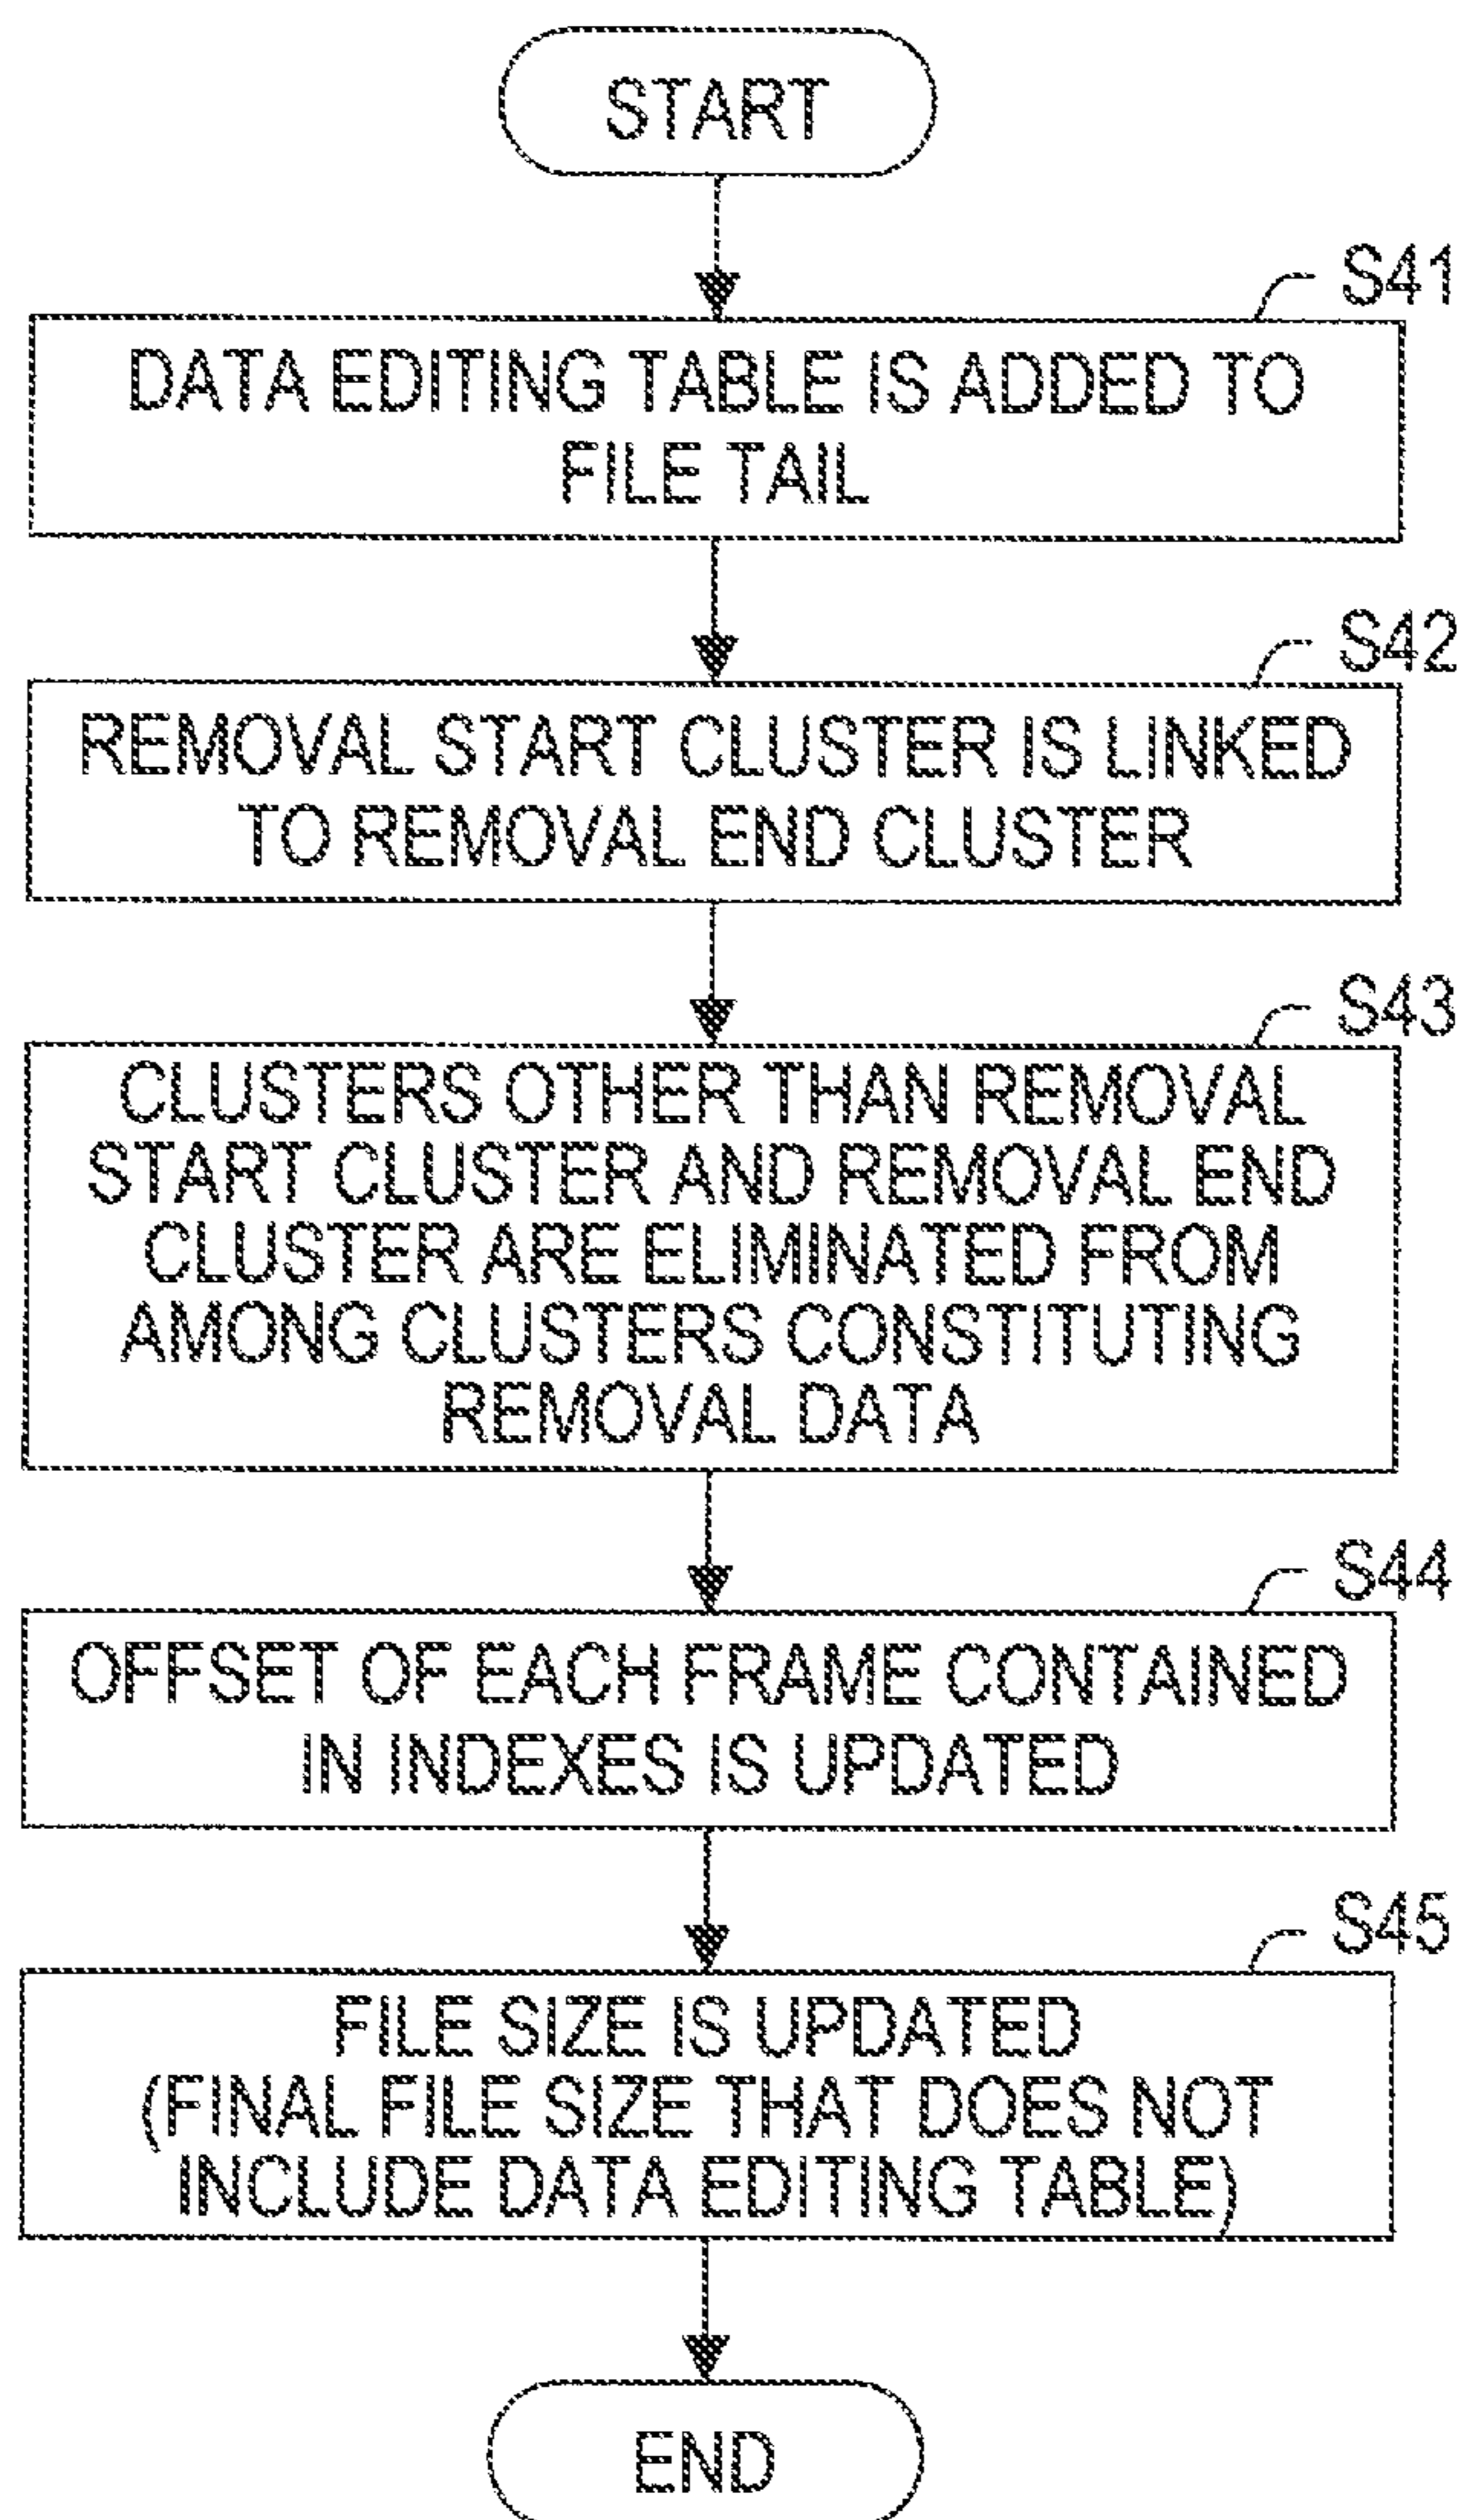 START
S41
DATA EDITING TABLE IS ADDED TO
FILE TAIL
S42
REMOVAL START CLUSTER IS LINKED
TO REMOVAL END CLUSTER
S43
CLUSTERS OTHER THAN REMOVAL
START CLUSTER AND REMOVAL END
CLUSTER ARE ELIMINATED FROM
AMONG CLUSTERS CONSTITUTING
REMOVAL DATA
S44
OFFSET OF EACH FRAME CONTAINED
IN INDEXES IS UPDATED
S45
FILE SIZE IS UPDATED
(FINAL FILE SIZE THAT DOES NOT
INCLUDE DATA EDITING TABLE)
END